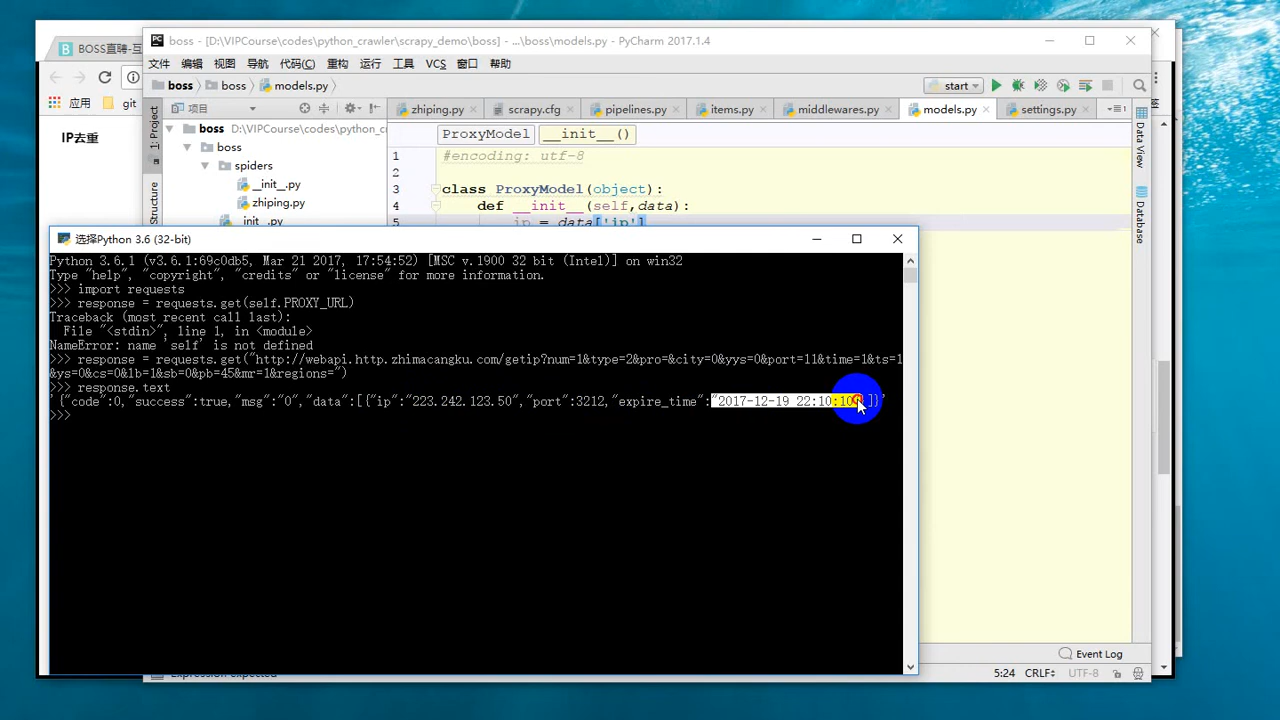 BOSS直聘-互
boss - [D:\VIPCourse\codes\python_crawler\scrapy_demo\boss] - ...\boss\models.py - PyCharm 2017.1.4
文件 编辑 视图 导航 代码(C) 重构 运行 工具 VCS 窗口 帮助
boss boss models.py start
应用 git
项目
zhiping.py scrapy.cfg pipelines.py items.py middlewares.py models.py settings.py
IP去重
1: Project
boss D:\VIPCourse\codes\python_c
boss
spiders
__init__.py
zhiping.py
Structure
ProxyModel __init__()
1 #encoding: utf-8
2
3 class ProxyModel(object):
4 def __init__(self,data):
5 ip = data['ip']
Data View
Database
选择Python 3.6 (32-bit)
Python 3.6.1 (v3.6.1:69c0db5, Mar 21 2017, 17:54:52) [MSC v.1900 32 bit (Intel)] on win32
Type "help", "copyright", "credits" or "license" for more information.
>>> import requests
>>> response = requests.get(self.PROXY_URL)
Traceback (most recent call last):
File "<stdin>", line 1, in <module>
NameError: name 'self' is not defined
>>> response = requests.get("http://webapi.http.zhimacangku.com/getip?num=1&type=2&pro=&city=0&yys=0&port=11&time=1&ts=1
&ys=0&cs=0&lb=1&sb=0&pb=45&mr=1&regions=")
>>> response.text
'{"code":0,"success":true,"msg":"0","data":[{"ip":"223.242.123.50","port":3212,"expire_time":"2017-12-19 22:10:10"}]}'
>>>
Event Log
5:24 CRLF UTF-8